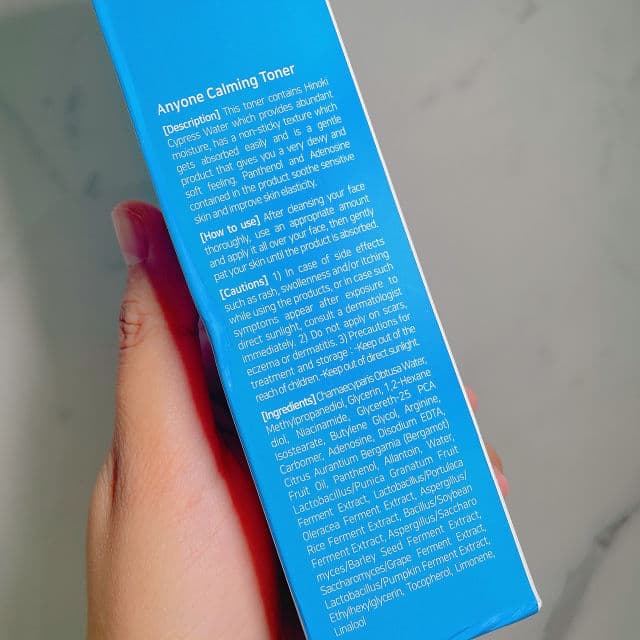 Anyone Calming Toner
[Description] This toner contains Hinoki
Cypress Water which provides abundant
moisture, has a non-sticky texture which
gets absorbed easily and is a gentle
product that gives you a very dewy and
soft feeling. Panthenol and Adenosine
contained in the product soothe sensitive
skin and improve skin elasticity.
[How to use] After cleansing your face
thoroughly, use an appropriate amount
and apply it all over your face, then gently
pat your skin until the product is absorbed.
[Cautions] 1) In case of side effects
such as rash, swollenness and/or itching
while using the products, or in case such
symptoms appear after exposure to
direct sunlight, consult a dermatologist
immediately. 2) Do not apply on scars,
eczema or dermatitis. 3) Precautions for
treatment and storage - -Keep out of the
reach of children. -Keep out of direct sunlight.
[Ingredients] Chamaecyparis Obtusa Water,
Methylpropanediol, Glycerin, 1,2-Hexane
diol, Niacinamide, Glycereth-25 PCA
Isostearate, Butylene Glycol, Arginine,
Carbomer, Adenosine, Disodium EDTA,
Citrus Aurantium Bergamia (Bergamot)
Fruit Oil, Panthenol, Allantoin, Water,
Lactobacillus/Punica Granatum Fruit
Ferment Extract, Lactobacillus/Portulaca
Oleracea Ferment Extract, Aspergillus/
Rice Ferment Extract, Bacillus/Soybean
Ferment Extract, Aspergillus/Saccharo
myces/Barley Seed Ferment Extract,
Saccharomyces/Grape Ferment Extract,
Lactobacillus/Pumpkin Ferment Extract,
Ethylhexylglycerin, Tocopherol, Limonene,
Linalool